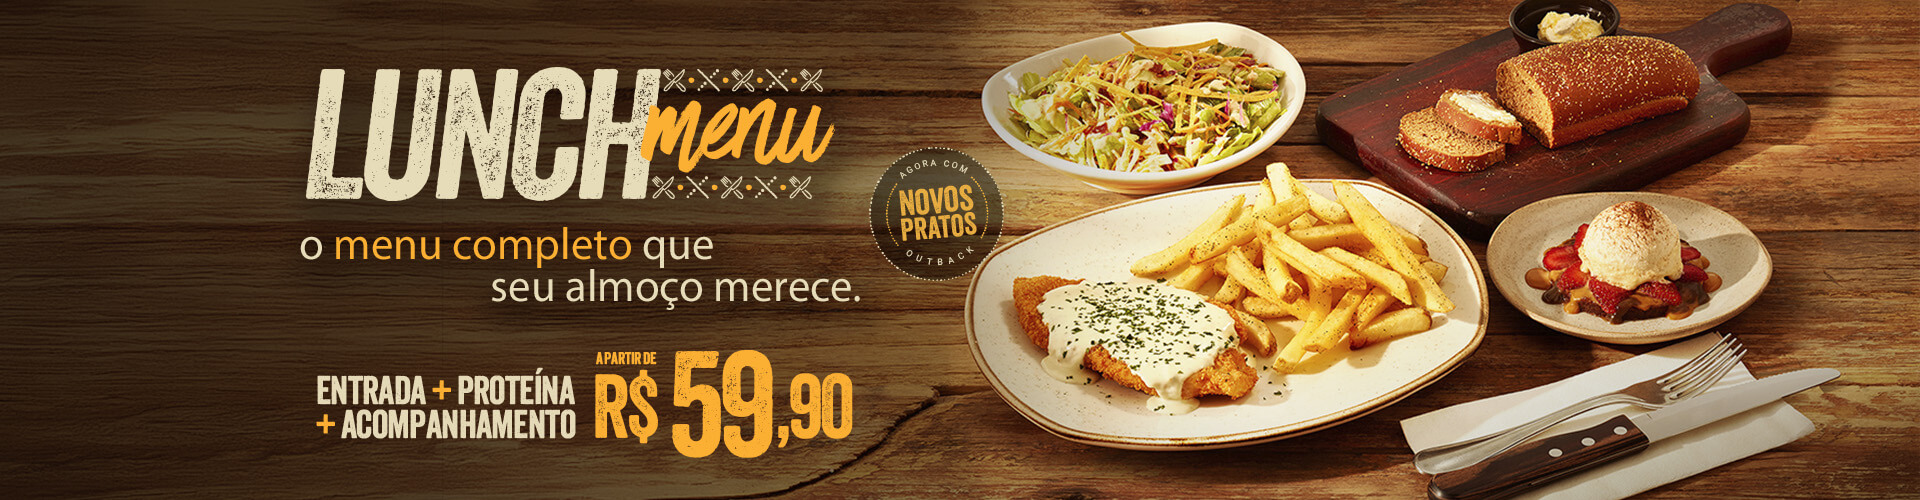 LUNCH menu
o menu completo que
seu almoço merece.
ENTRADA + PROTEÍNA
+ ACOMPANHAMENTO
A PARTIR DE
R$ 59,90
AGORA COM
NOVOS
PRATOS
OUTBACK